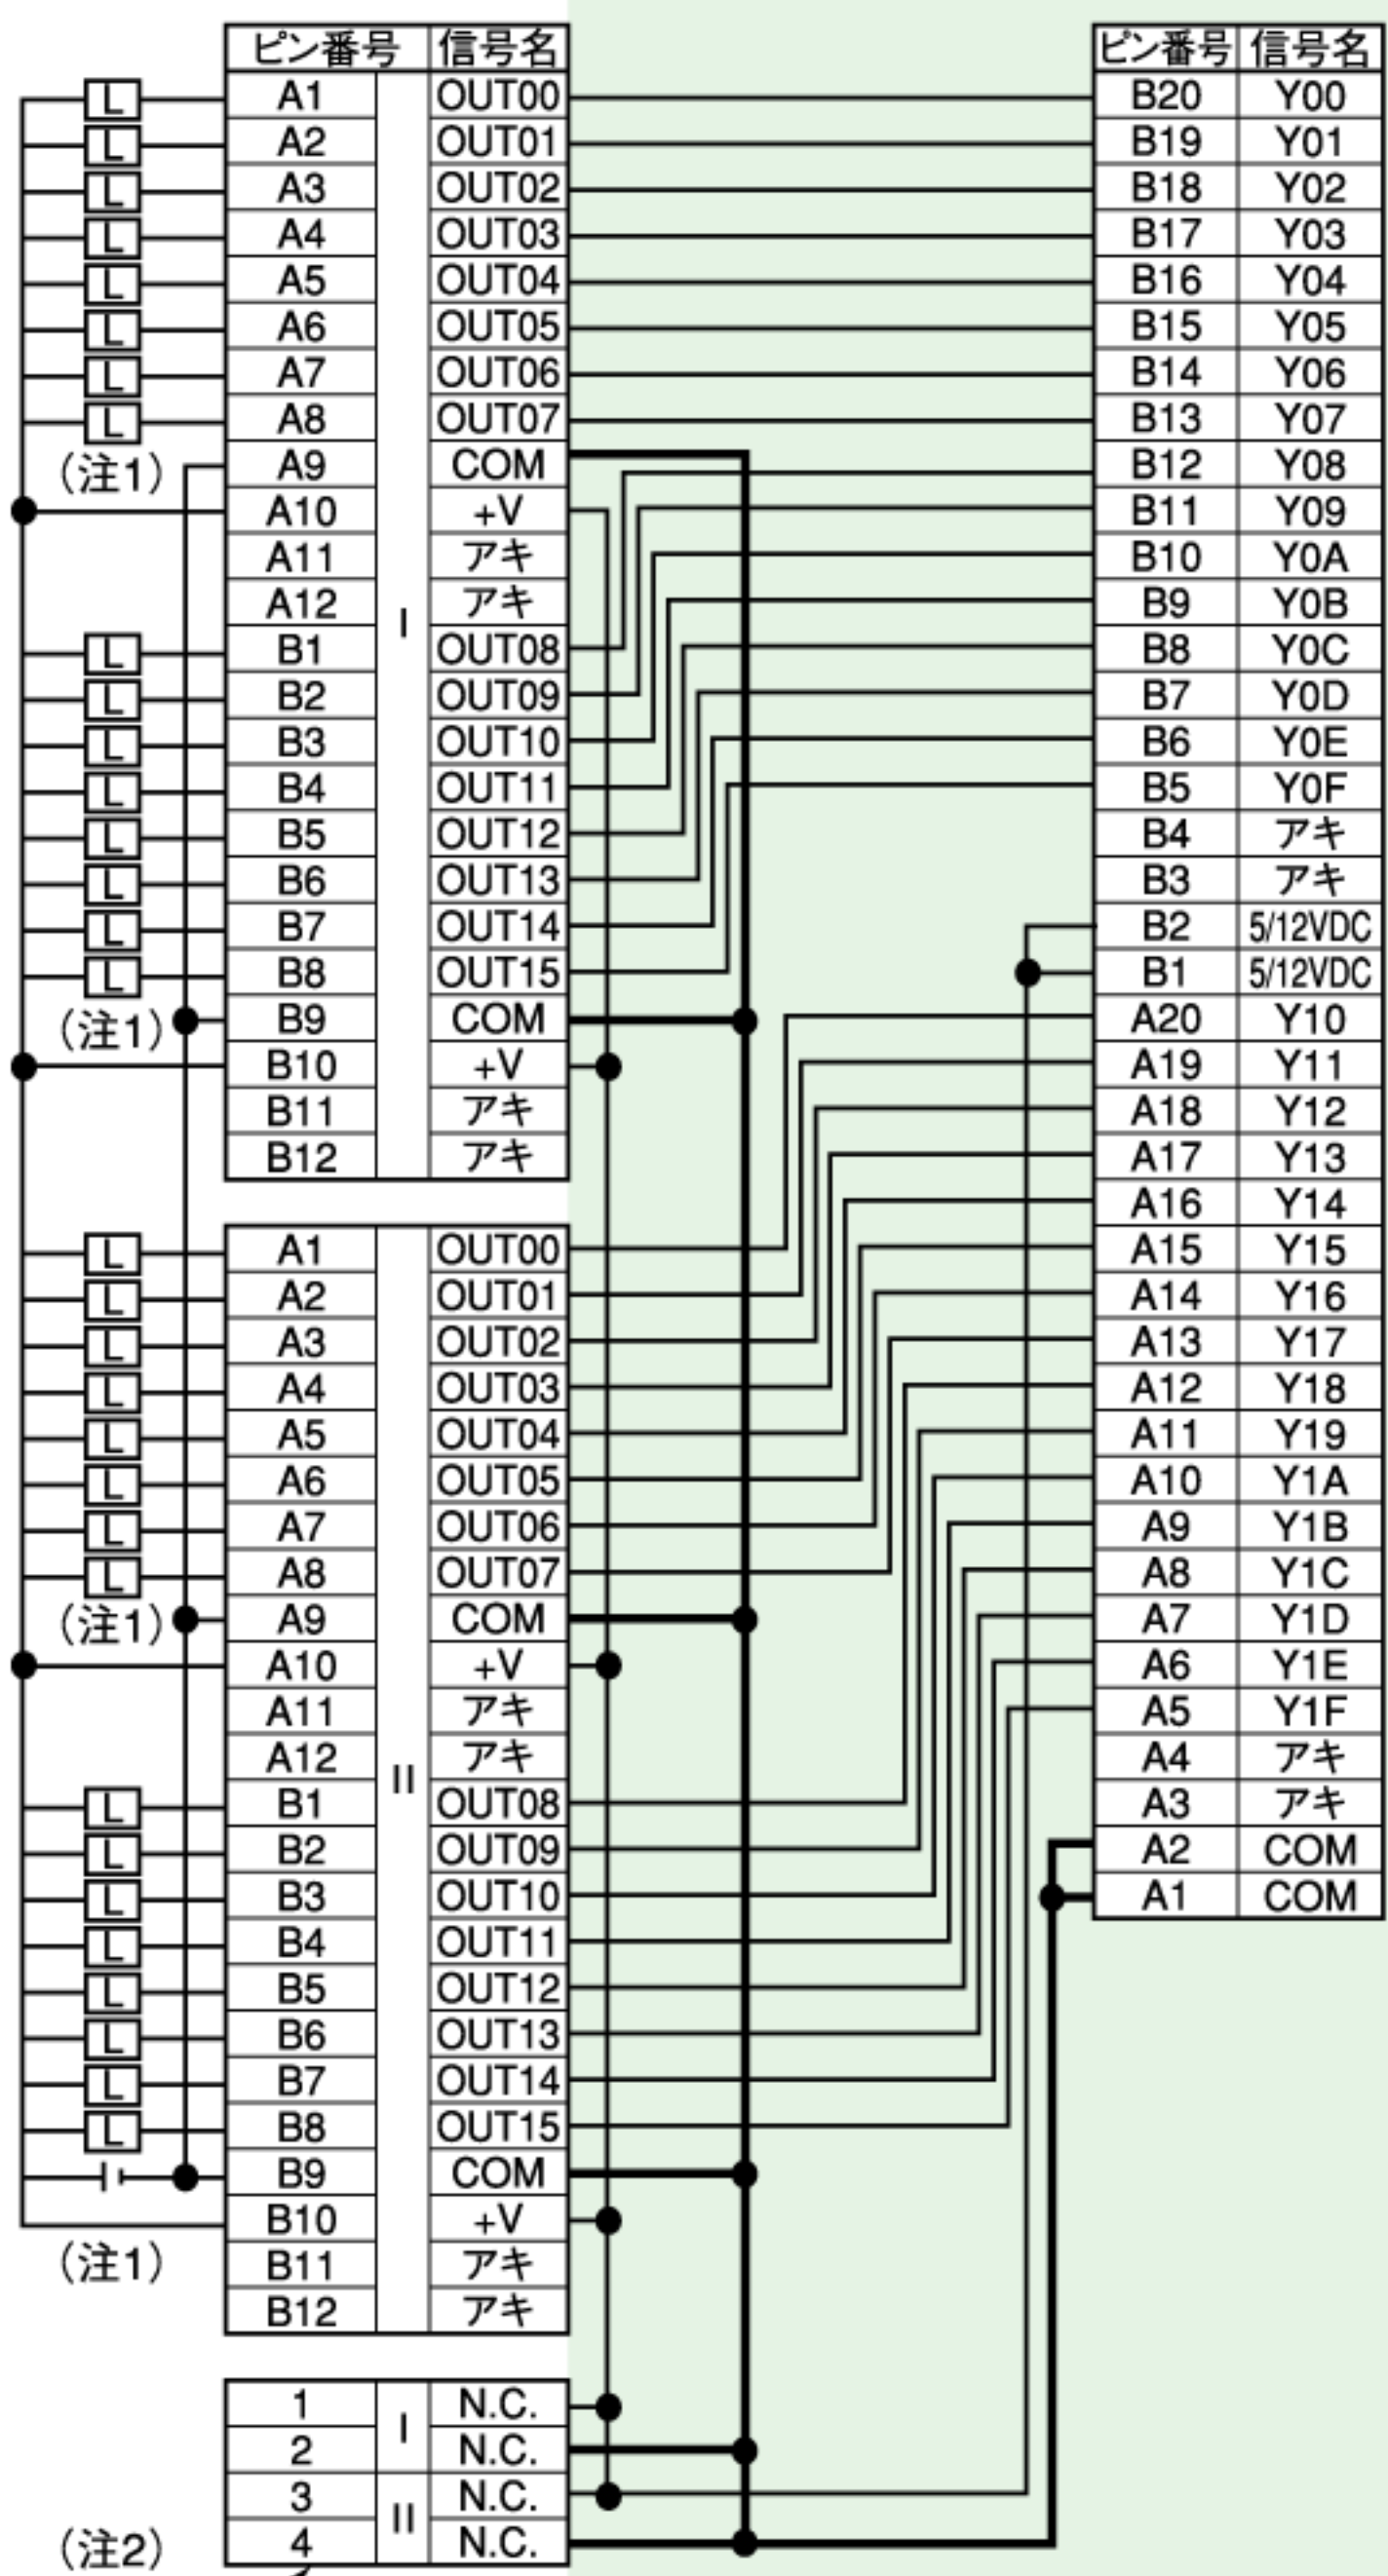 ピン番号 信号名 ピン番号 信号名
L A1 OUT00 B20 Y00
L A2 OUT01 B19 Y01
L A3 OUT02 B18 Y02
L A4 OUT03 B17 Y03
L A5 OUT04 B16 Y04
L A6 OUT05 B15 Y05
L A7 OUT06 B14 Y06
L A8 OUT07 B13 Y07
(注1) A9 COM B12 Y08
A10 +V B11 Y09
A11 アキ B10 Y0A
A12 I アキ B9 Y0B
L B1 OUT08 B8 Y0C
L B2 OUT09 B7 Y0D
L B3 OUT10 B6 Y0E
L B4 OUT11 B5 Y0F
L B5 OUT12 B4 アキ
L B6 OUT13 B3 アキ
L B7 OUT14 B2 5/12VDC
L B8 OUT15 B1 5/12VDC
(注1) B9 COM A20 Y10
B10 +V A19 Y11
B11 アキ A18 Y12
B12 アキ A17 Y13
A16 Y14
L A1 OUT00 A15 Y15
L A2 OUT01 A14 Y16
L A3 OUT02 A13 Y17
L A4 OUT03 A12 Y18
L A5 OUT04 A11 Y19
L A6 OUT05 A10 Y1A
L A7 OUT06 A9 Y1B
L A8 OUT07 A8 Y1C
(注1) A9 COM A7 Y1D
A10 +V A6 Y1E
A11 アキ A5 Y1F
A12 II アキ A4 アキ
L B1 OUT08 A3 アキ
L B2 OUT09 A2 COM
L B3 OUT10 A1 COM
L B4 OUT11
L B5 OUT12
L B6 OUT13
L B7 OUT14
L B8 OUT15
B9 COM
B10 +V
(注1) B11 アキ
B12 アキ
1 I N.C.
2 N.C.
3 II N.C.
(注2) 4 N.C.